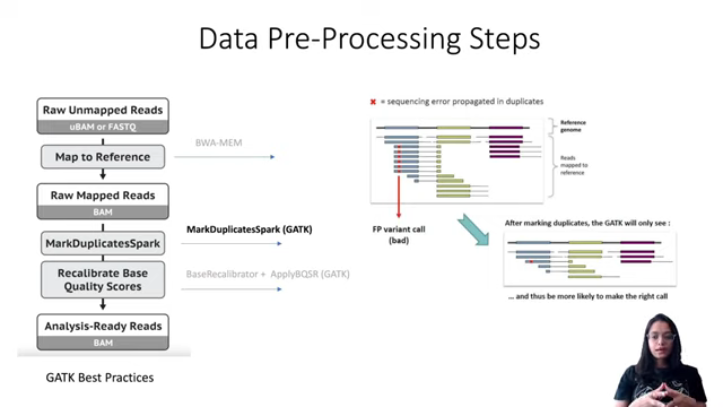 Data Pre-Processing Steps
Raw Unmapped Reads
uBAM or FASTQ
Map to Reference
BWA-MEM
Raw Mapped Reads
BAM
MarkDuplicatesSpark
MarkDuplicatesSpark (GATK)
Recalibrate Base
Quality Scores
BaseRecalibrator + ApplyBQSR (GATK)
Analysis-Ready Reads
BAM
GATK Best Practices
x = sequencing error propagated in duplicates
Reference
genome
Reads
mapped to
reference
FP variant call
(bad)
After marking duplicates, the GATK will only see :
... and thus be more likely to make the right call